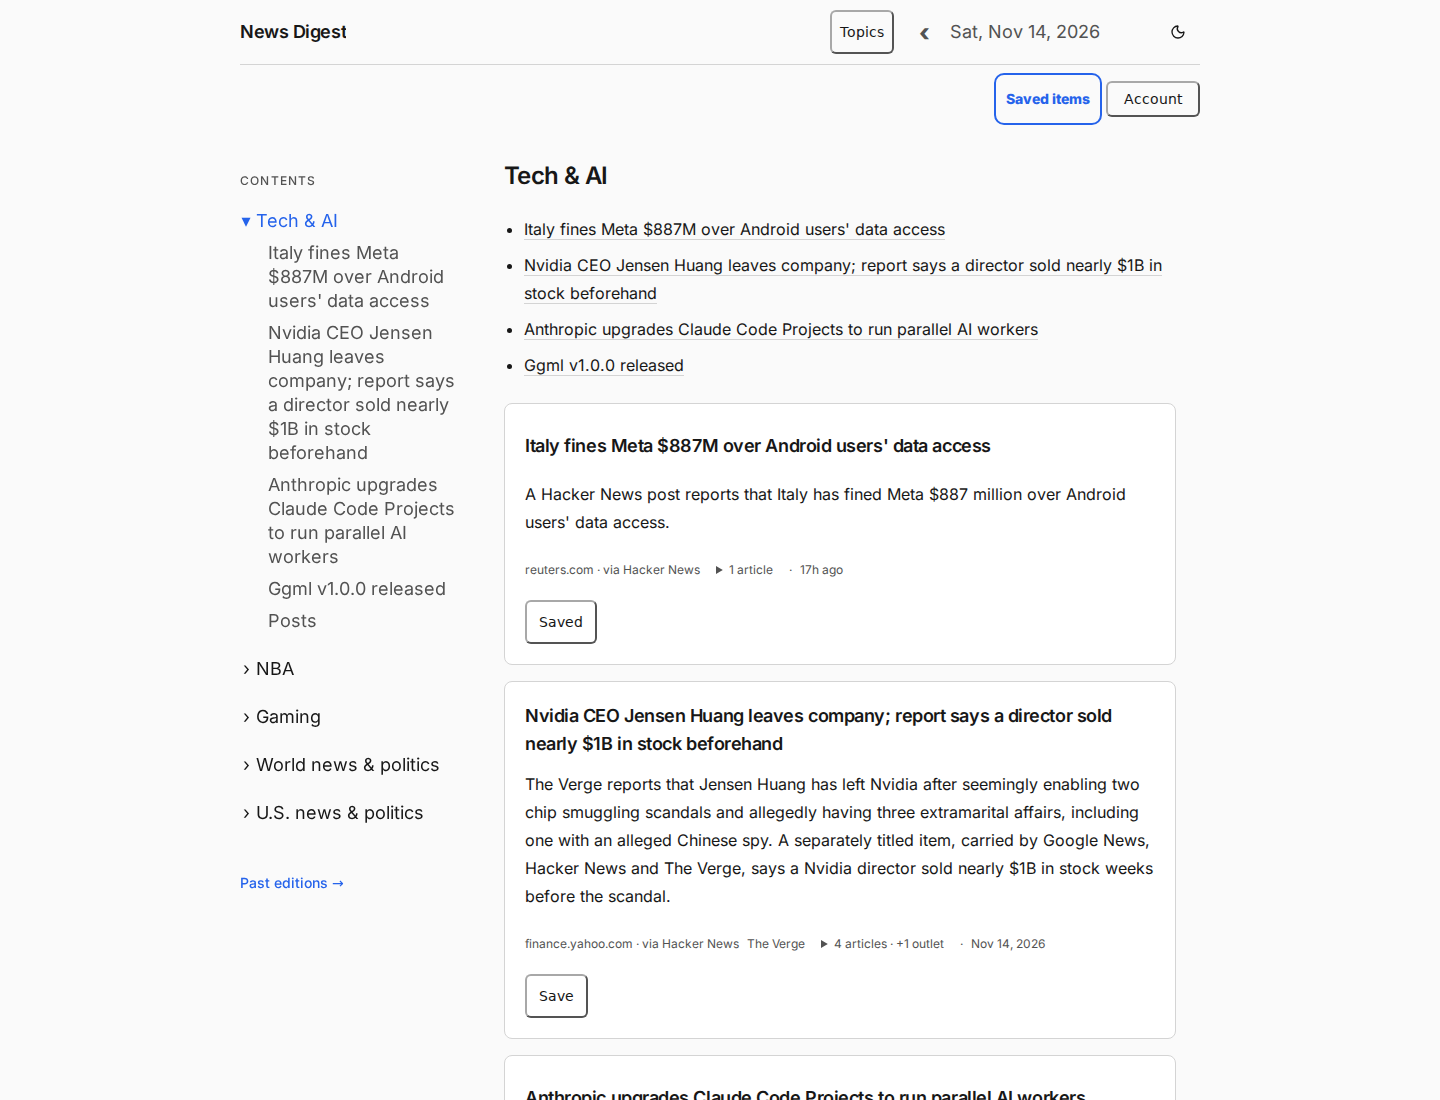 News Digest
Topics
‹
Sat, Nov 14, 2026
Saved items
Account
CONTENTS
▾ Tech & AI
Italy fines Meta
$887M over Android
users' data access
Nvidia CEO Jensen
Huang leaves
company; report says
a director sold nearly
$1B in stock
beforehand
Anthropic upgrades
Claude Code Projects
to run parallel AI
workers
Ggml v1.0.0 released
Posts
› NBA
› Gaming
› World news & politics
› U.S. news & politics
Past editions →
Tech & AI
• Italy fines Meta $887M over Android users' data access
• Nvidia CEO Jensen Huang leaves company; report says a director sold nearly $1B in
stock beforehand
• Anthropic upgrades Claude Code Projects to run parallel AI workers
• Ggml v1.0.0 released
Italy fines Meta $887M over Android users' data access
A Hacker News post reports that Italy has fined Meta $887 million over Android
users' data access.
reuters.com · via Hacker News ▶ 1 article · 17h ago
Saved
Nvidia CEO Jensen Huang leaves company; report says a director sold
nearly $1B in stock beforehand
The Verge reports that Jensen Huang has left Nvidia after seemingly enabling two
chip smuggling scandals and allegedly having three extramarital affairs, including
one with an alleged Chinese spy. A separately titled item, carried by Google News,
Hacker News and The Verge, says a Nvidia director sold nearly $1B in stock weeks
before the scandal.
finance.yahoo.com · via Hacker News The Verge ▶ 4 articles · +1 outlet · Nov 14, 2026
Save
Anthropic upgrades Claude Code Projects to run parallel AI workers